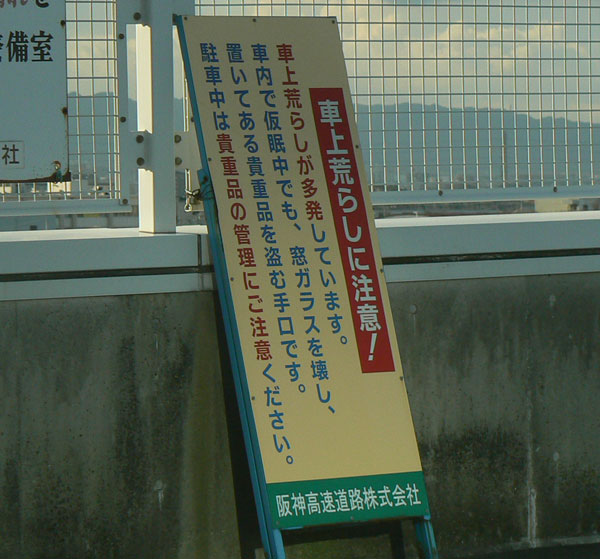 車上荒らしに注意!
車上荒らしが多発しています。
車内で仮眠中でも、窓ガラスを壊し、
置いてある貴重品を盗む手口です。
駐車中は貴重品の管理にご注意ください。
阪神高速道路株式会社
備室
社